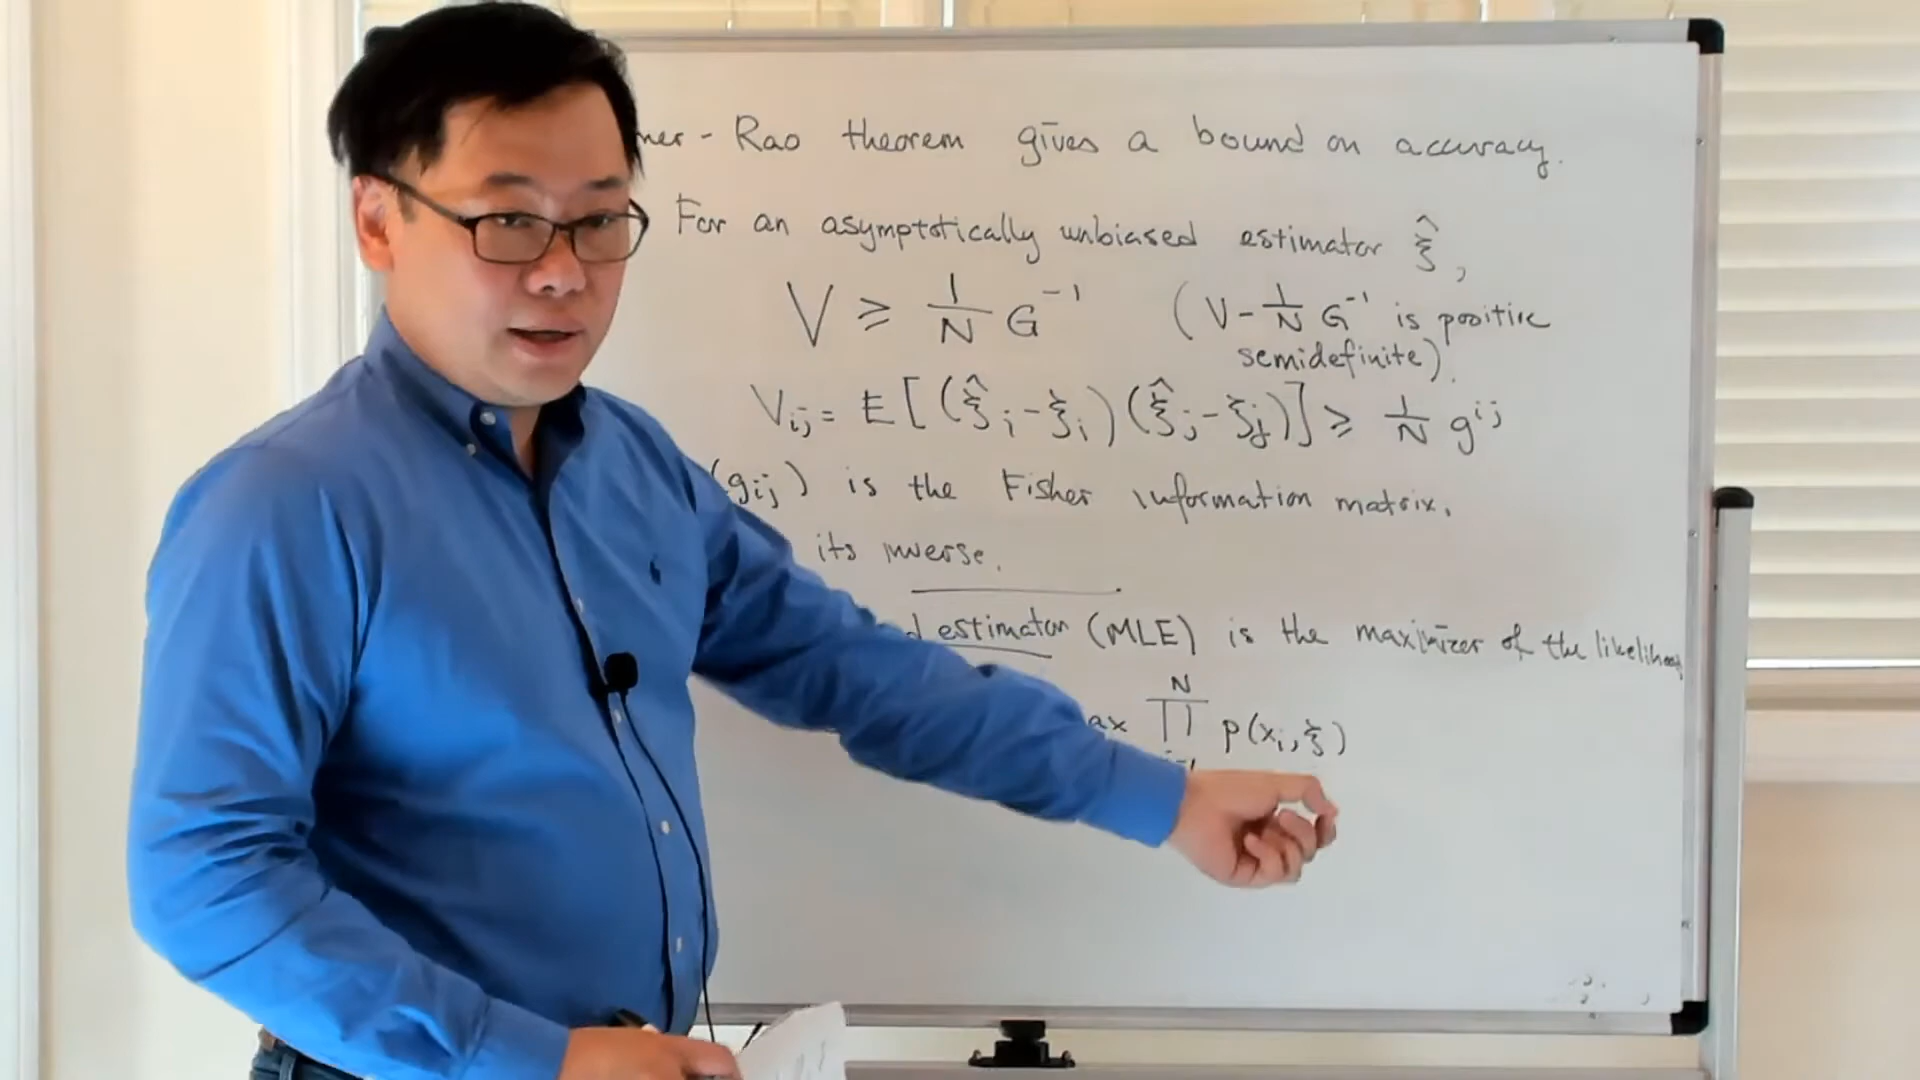 mer - Rao theorem gives a bound on accuracy.
For an asymptotically unbiased estimator ξ̂,
V ≥ 1/N G⁻¹ (V - 1/N G⁻¹ is positive
semidefinite).
Vᵢⱼ = E[(ξ̂ᵢ - ξᵢ)(ξ̂ⱼ - ξⱼ)] ≥ 1/N gⁱʲ
(gᵢⱼ) is the Fisher information matrix,
its inverse.
d estimator (MLE) is the maximizer of the likelihood
ax ∏ᵢ₌₁ᴺ p(xᵢ, ξ)